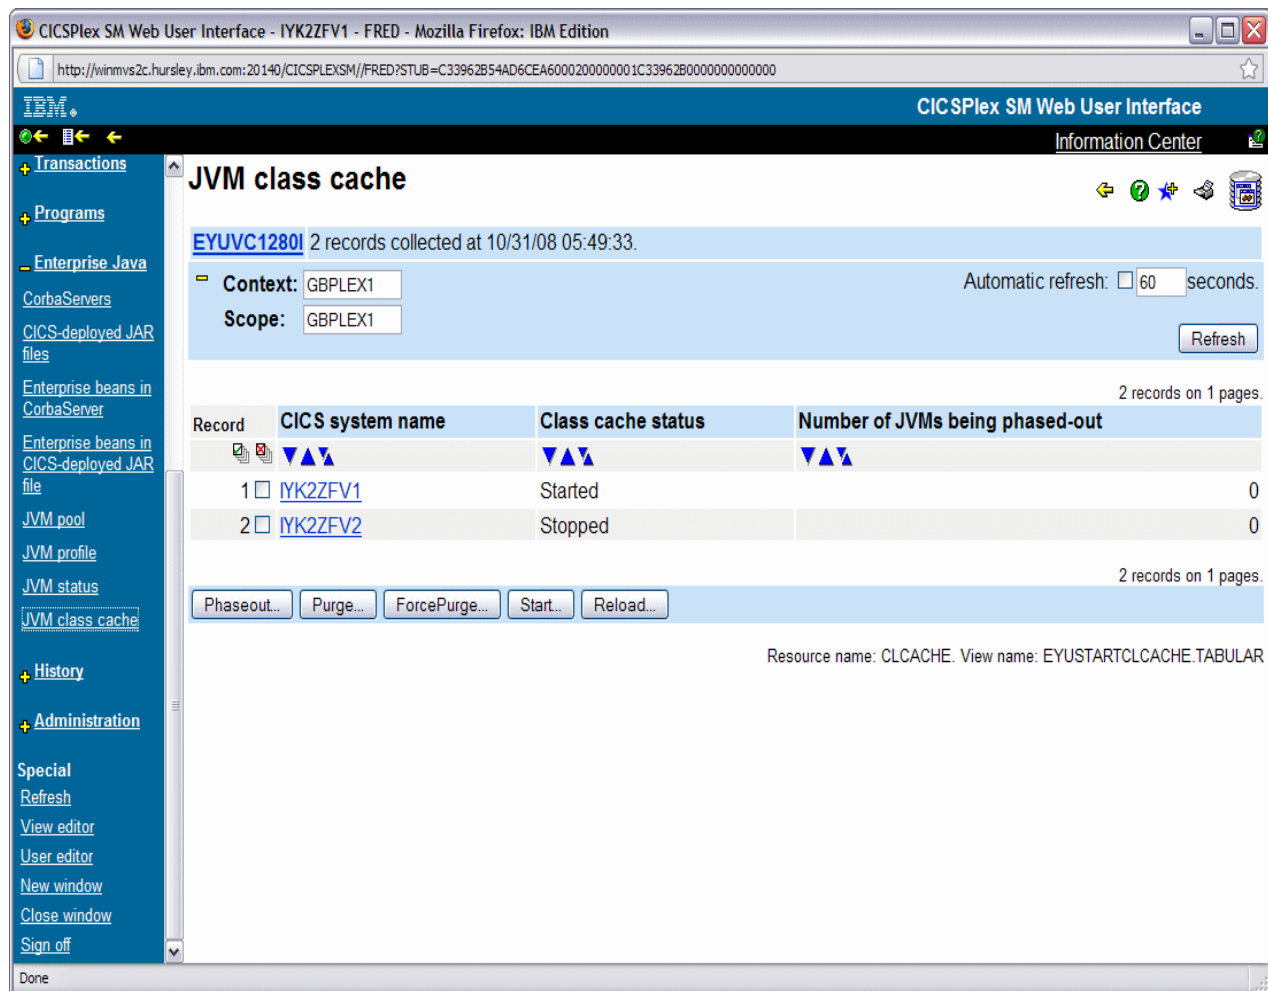 CICSPlex SM Web User Interface - IYK2ZFV1 - FRED - Mozilla Firefox: IBM Edition
http://winmvs2c.hursley.ibm.com:20140/CICSPLEXSM//FRED?STUB=C33962B54AD6CEA6000200000001C33962B0000000000000
IBM
CICSPlex SM Web User Interface
Information Center
Transactions
Programs
Enterprise Java
CorbaServers
CICS-deployed JAR
files
Enterprise beans in
CorbaServer
Enterprise beans in
CICS-deployed JAR
file
JVM pool
JVM profile
JVM status
JVM class cache
History
Administration
Special
Refresh
View editor
User editor
New window
Close window
Sign off
JVM class cache
EYUVC1280I 2 records collected at 10/31/08 05:49:33.
Context: GBPLEX1
Automatic refresh: 60 seconds.
Scope: GBPLEX1
Refresh
2 records on 1 pages.
Record CICS system name Class cache status Number of JVMs being phased-out
1 IYK2ZFV1 Started 0
2 IYK2ZFV2 Stopped 0
2 records on 1 pages.
Phaseout... Purge... ForcePurge... Start... Reload...
Resource name: CLCACHE. View name: EYUSTARTCLCACHE.TABULAR
Done